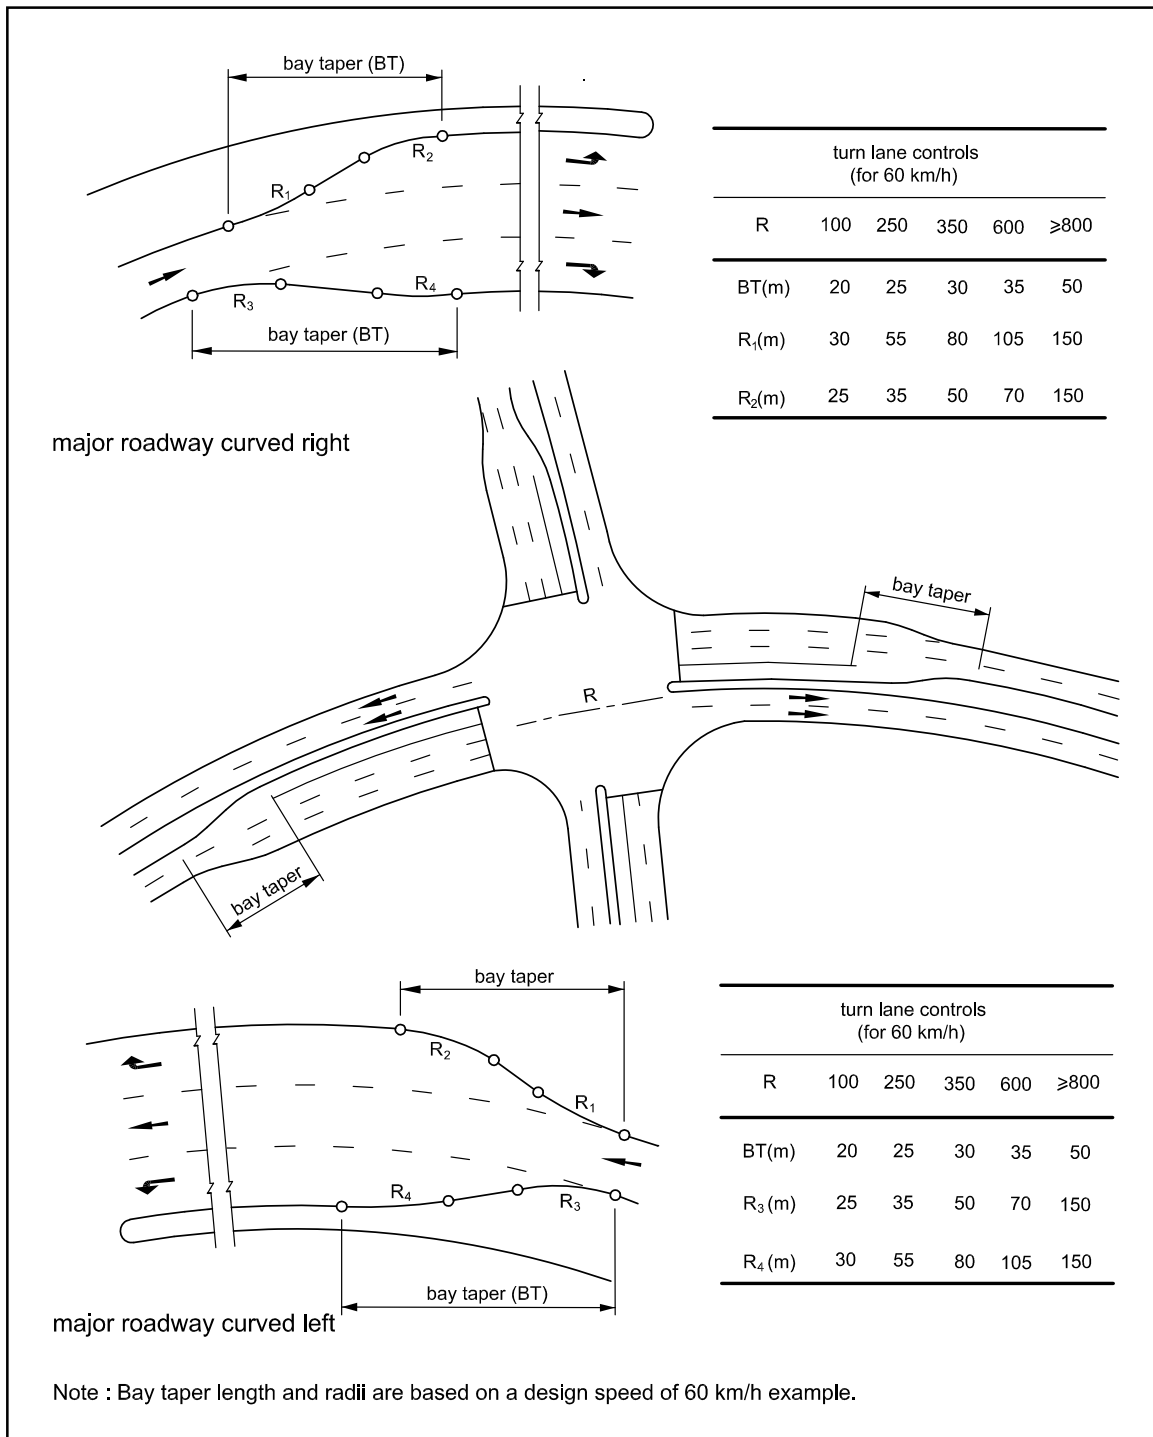 bay taper (BT)
R₂
R₁
R₄
R₃
bay taper (BT)
turn lane controls
(for 60 km/h)
R 100 250 350 600 ⩾800
BT(m) 20 25 30 35 50
R₁(m) 30 55 80 105 150
R₂(m) 25 35 50 70 150
major roadway curved right
bay taper
R
bay taper
bay taper
R₂
R₁
R₄
R₃
bay taper (BT)
turn lane controls
(for 60 km/h)
R 100 250 350 600 ⩾800
BT(m) 20 25 30 35 50
R₃(m) 25 35 50 70 150
R₄(m) 30 55 80 105 150
major roadway curved left
Note : Bay taper length and radii are based on a design speed of 60 km/h example.